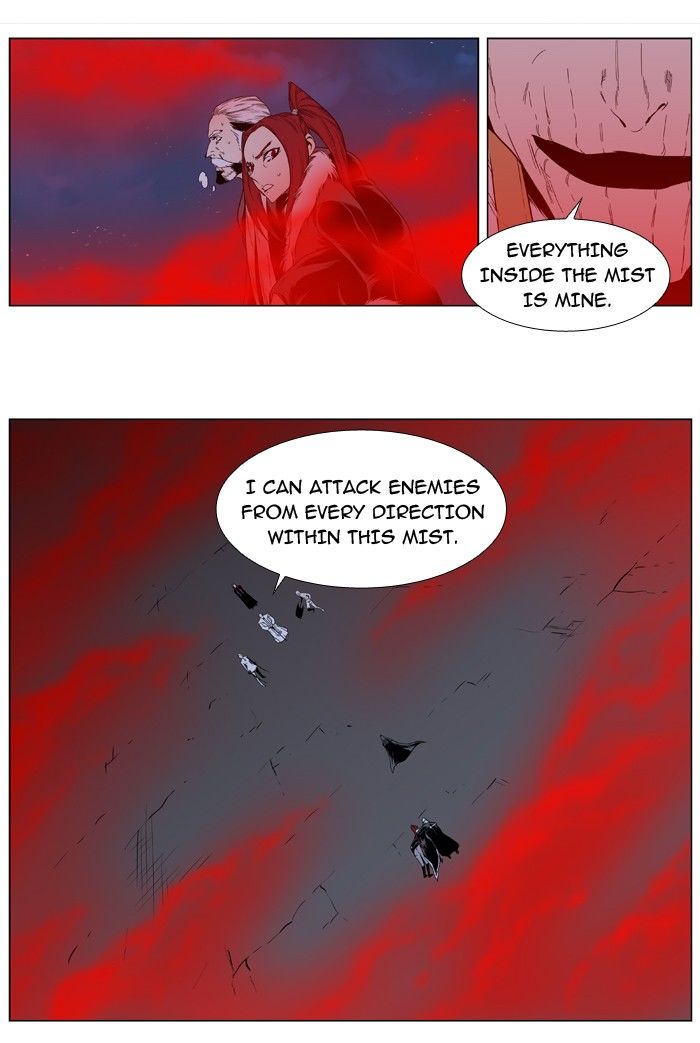 EVERYTHING
INSIDE THE MIST
IS MINE.
I CAN ATTACK ENEMIES
FROM EVERY DIRECTION
WITHIN THIS MIST.